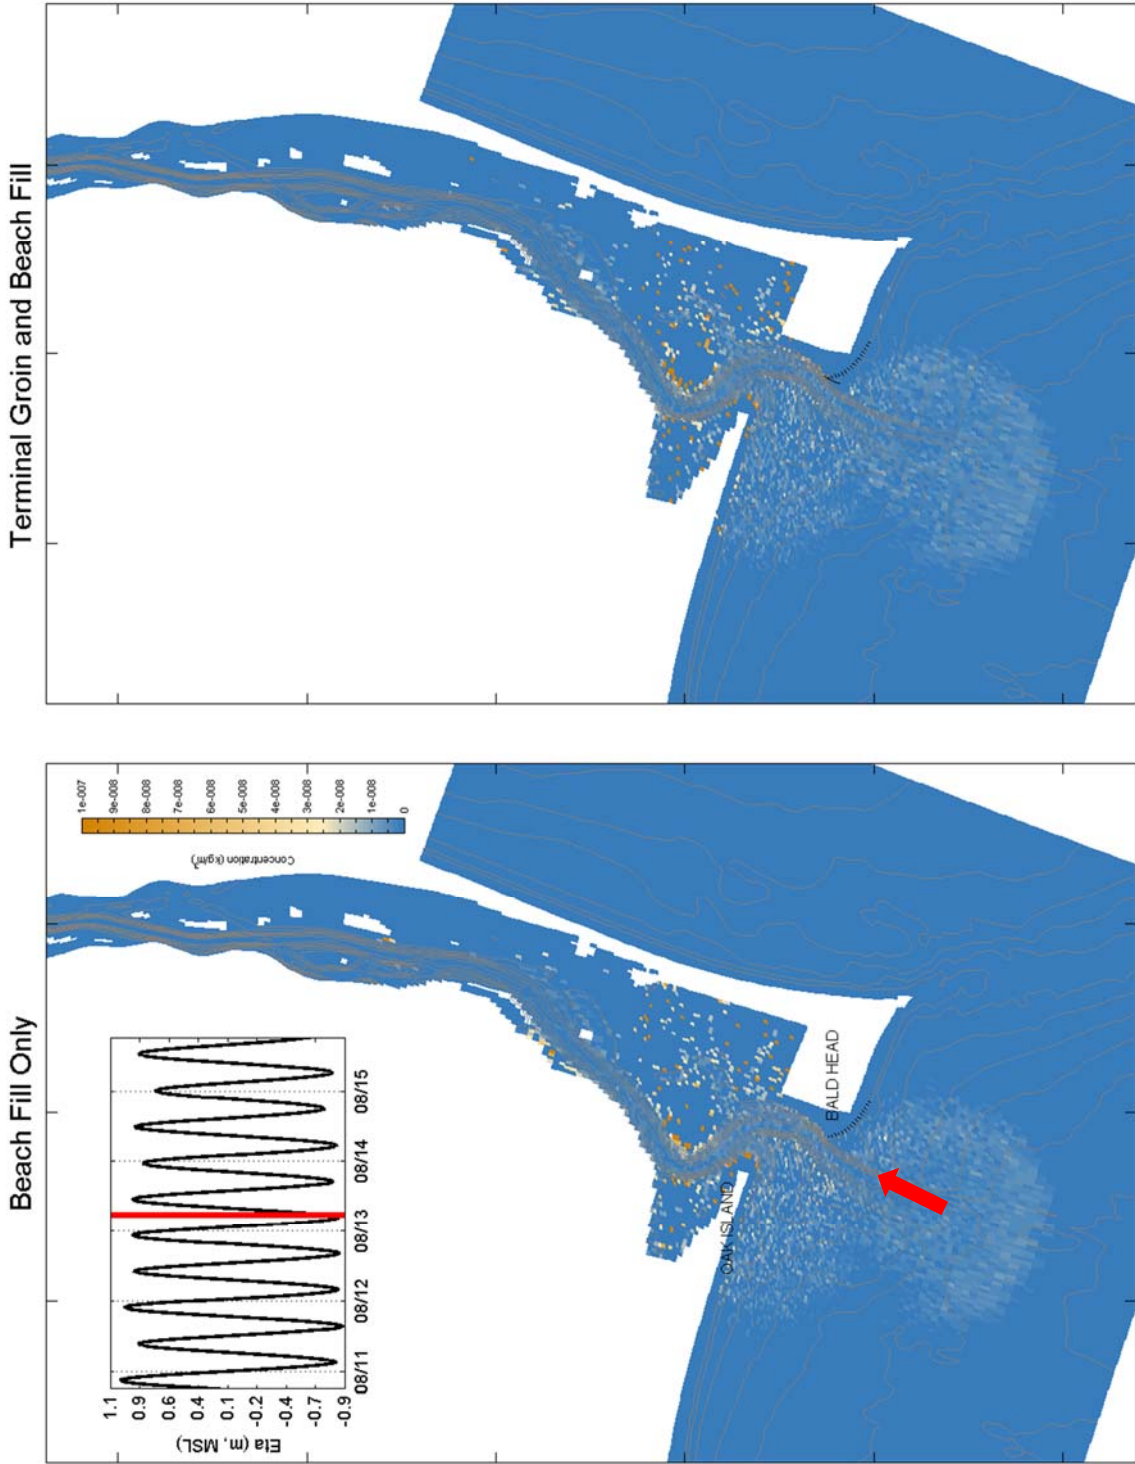 Beach Fill Only
Terminal Groin and Beach Fill
Eta (m, MSL)
1.1
0.9
0.6
0.4
0.1
-0.2
-0.4
-0.7
-0.9
08/11
08/12
08/13
08/14
08/15
Concentration (kg/m³)
1e-007
9e-008
8e-008
7e-008
6e-008
5e-008
4e-008
3e-008
2e-008
1e-008
0
OAK ISLAND
BALD HEAD